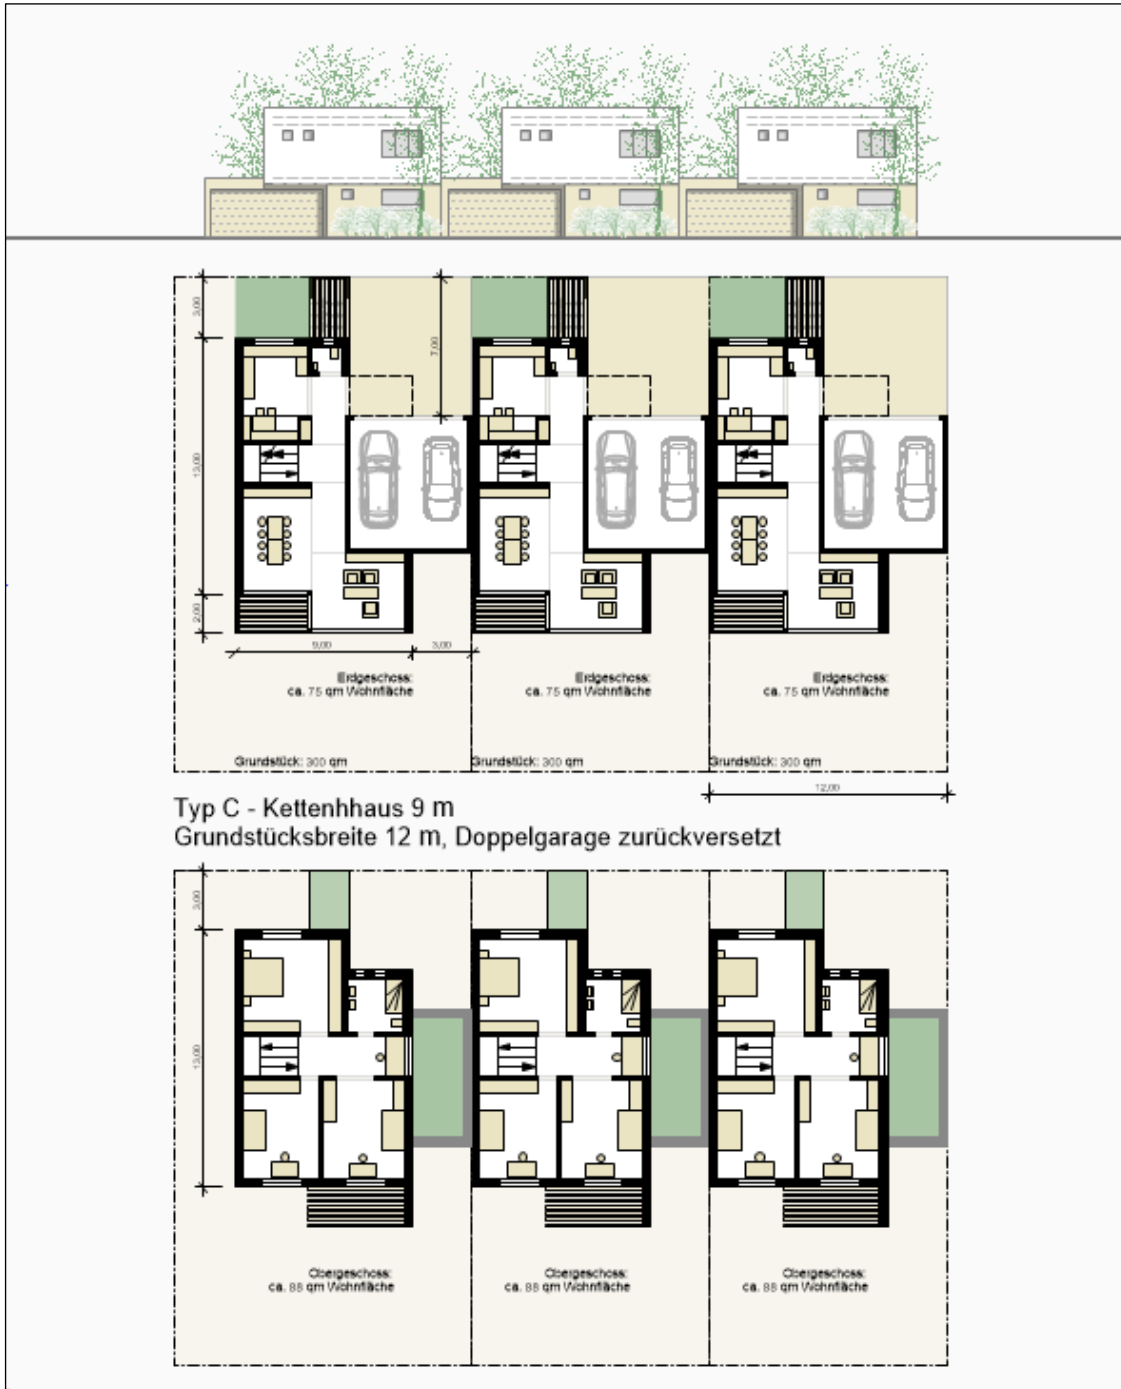 3,00
7,00
13,00
2,00
9,00
3,00
Erdgeschoss:
ca. 75 qm Wohnfläche
Erdgeschoss:
ca. 75 qm Wohnfläche
Erdgeschoss:
ca. 75 qm Wohnfläche
Grundstück: 300 qm
Grundstück: 300 qm
Grundstück: 300 qm
12,00
Typ C - Kettenhhaus 9 m
Grundstücksbreite 12 m, Doppelgarage zurückversetzt
3,00
13,00
Obergeschoss:
ca. 88 qm Wohnfläche
Obergeschoss:
ca. 88 qm Wohnfläche
Obergeschoss:
ca. 88 qm Wohnfläche